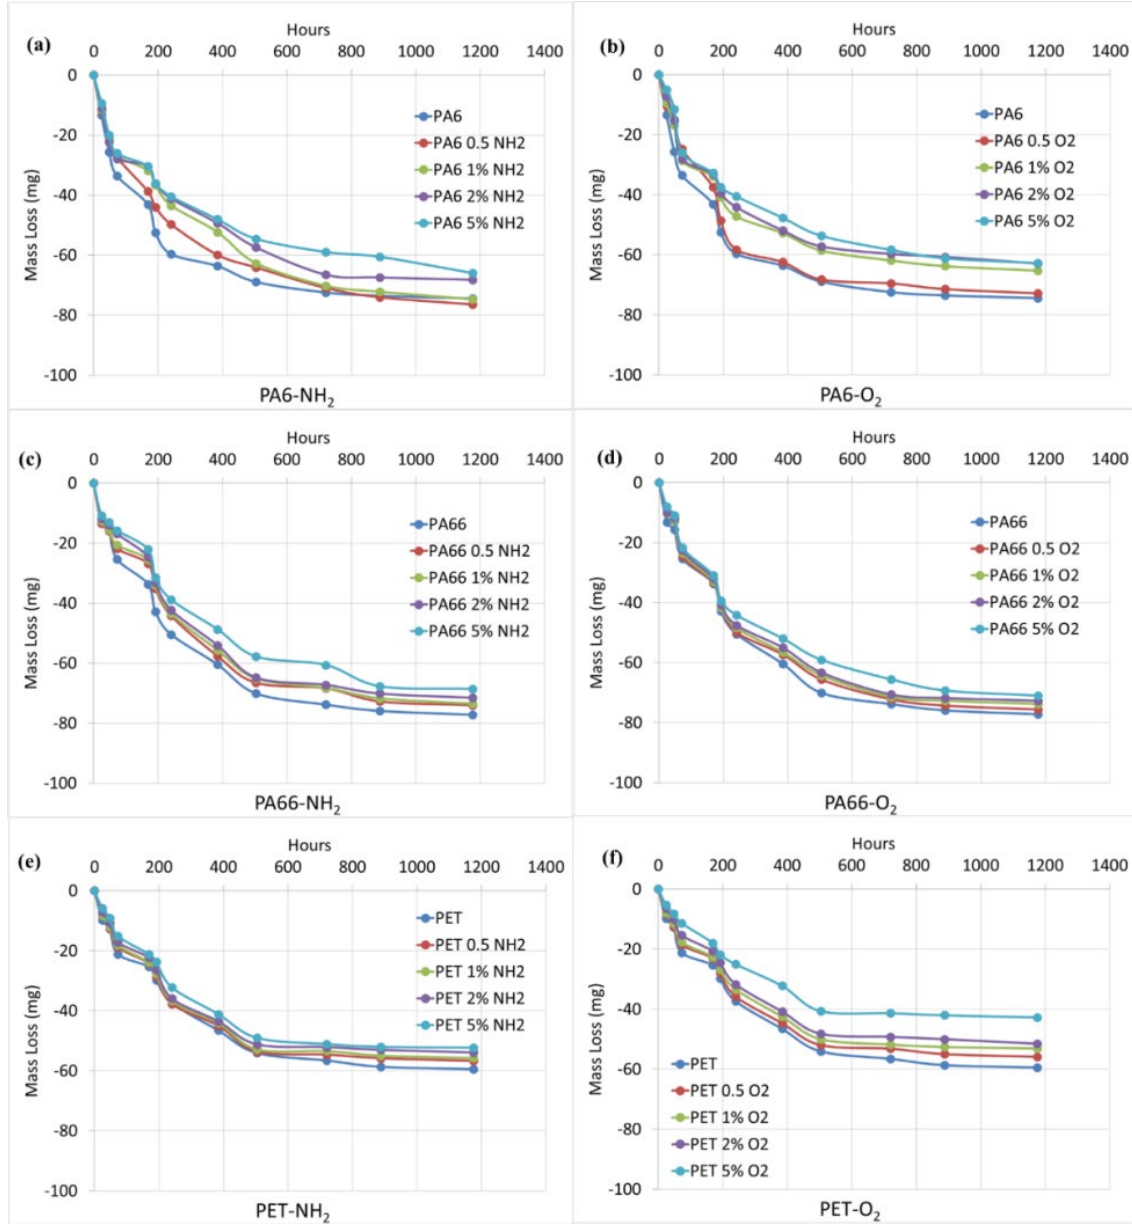 (a)
Hours
0 200 400 600 800 1000 1200 1400
0
-20
-40
-60
-80
-100
Mass Loss (mg)
PA6
PA6 0.5 NH2
PA6 1% NH2
PA6 2% NH2
PA6 5% NH2
PA6-NH₂
(b)
Hours
0 200 400 600 800 1000 1200 1400
0
-20
-40
-60
-80
-100
Mass Loss (mg)
PA6
PA6 0.5 O2
PA6 1% O2
PA6 2% O2
PA6 5% O2
PA6-O₂
(c)
Hours
0 200 400 600 800 1000 1200 1400
0
-20
-40
-60
-80
-100
Mass Loss (mg)
PA66
PA66 0.5 NH2
PA66 1% NH2
PA66 2% NH2
PA66 5% NH2
PA66-NH₂
(d)
Hours
0 200 400 600 800 1000 1200 1400
0
-20
-40
-60
-80
-100
Mass Loss (mg)
PA66
PA66 0.5 O2
PA66 1% O2
PA66 2% O2
PA66 5% O2
PA66-O₂
(e)
Hours
0 200 400 600 800 1000 1200 1400
0
-20
-40
-60
-80
-100
Mass Loss (mg)
PET
PET 0.5 NH2
PET 1% NH2
PET 2% NH2
PET 5% NH2
PET-NH₂
(f)
Hours
0 200 400 600 800 1000 1200 1400
0
-20
-40
-60
-80
-100
Mass Loss (mg)
PET
PET 0.5 O2
PET 1% O2
PET 2% O2
PET 5% O2
PET-O₂